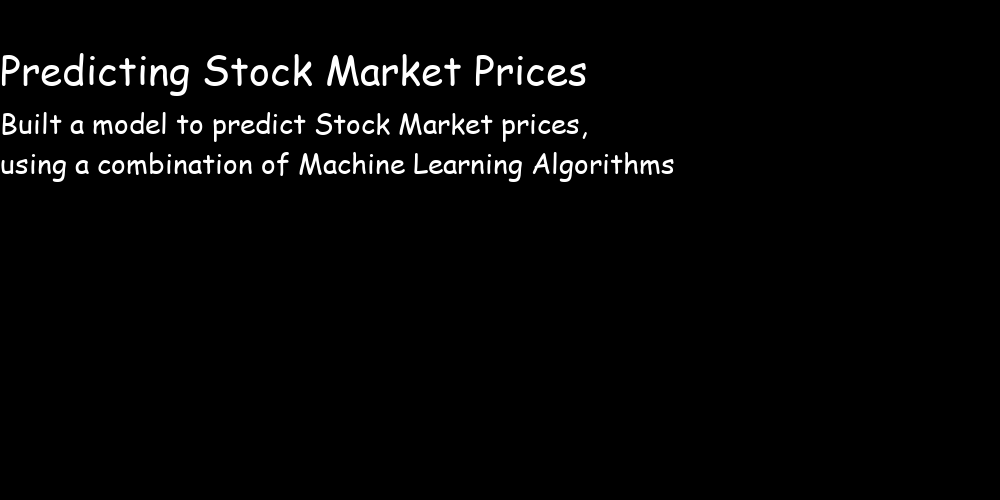 Predicting Stock Market Prices
Built a model to predict Stock Market prices,
using a combination of Machine Learning Algorithms